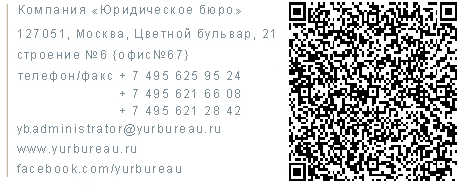 Компания «Юридическое бюро»
127051, Москва, Цветной бульвар, 21
строение №6 {офис№67}
телефон/факс + 7 495 625 95 24
+ 7 495 621 66 08
+ 7 495 621 28 42
yb.administrator@yurbureau.ru
www.yurbureau.ru
facebook.com/yurbureau